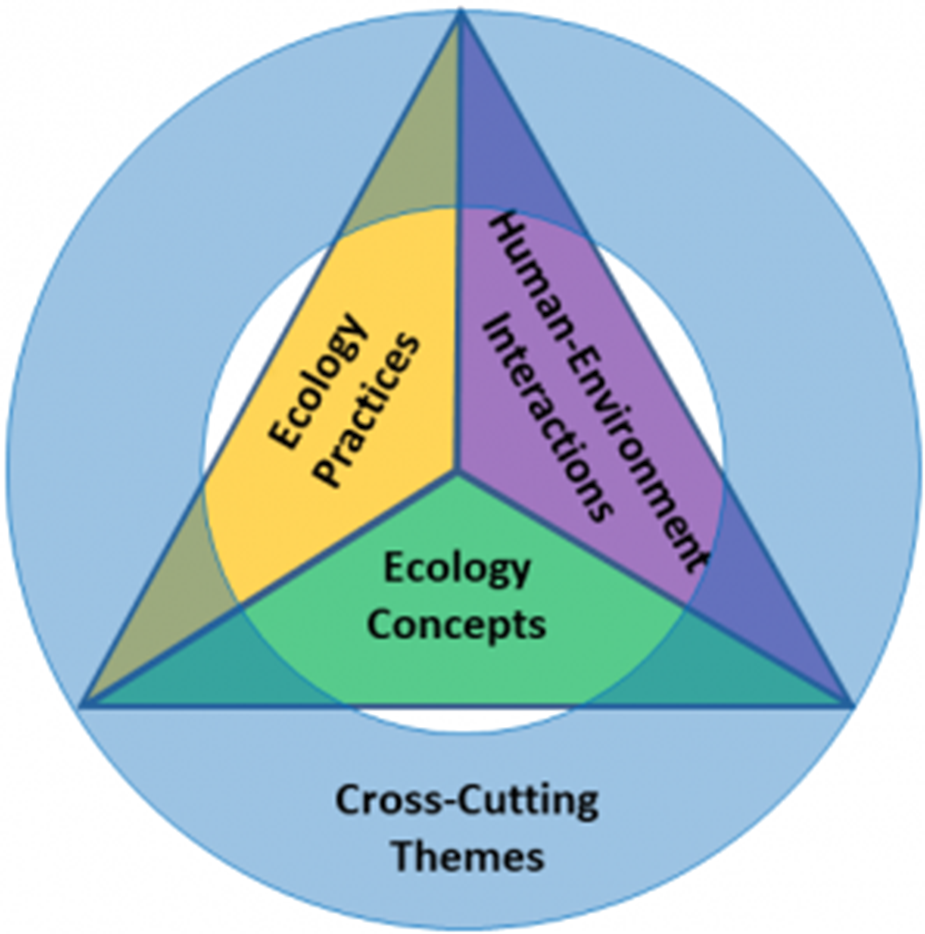 Ecology
Practices
Human-Environment
Interactions
Ecology
Concepts
Cross-Cutting
Themes